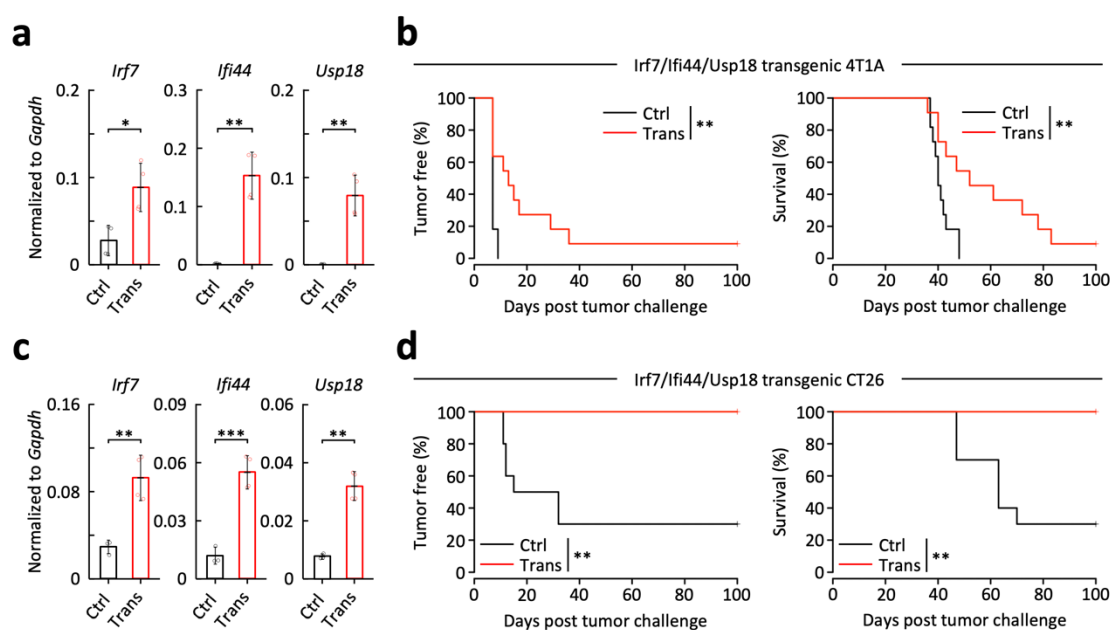 a
Irf7 Ifi44 Usp18
Normalized to Gapdh
0.2 0.3 0.2
0.1 0.2 0.1
0.1
0 0 0
* ** **
Ctrl Trans Ctrl Trans Ctrl Trans
b
Irf7/Ifi44/Usp18 transgenic 4T1A
Tumor free (%)
100
80
60
40
20
0
Ctrl
Trans
**
0 20 40 60 80 100
Days post tumor challenge
Survival (%)
100
80
60
40
20
0
Ctrl
Trans
**
0 20 40 60 80 100
Days post tumor challenge
c
Irf7 Ifi44 Usp18
Normalized to Gapdh
0.16 0.09 0.06
0.06 0.04
0.08
0.03 0.02
0 0 0
** *** **
Ctrl Trans Ctrl Trans Ctrl Trans
d
Irf7/Ifi44/Usp18 transgenic CT26
Tumor free (%)
100
80
60
40
20
0
Ctrl
Trans
**
0 20 40 60 80 100
Days post tumor challenge
Survival (%)
100
80
60
40
20
0
Ctrl
Trans
**
0 20 40 60 80 100
Days post tumor challenge